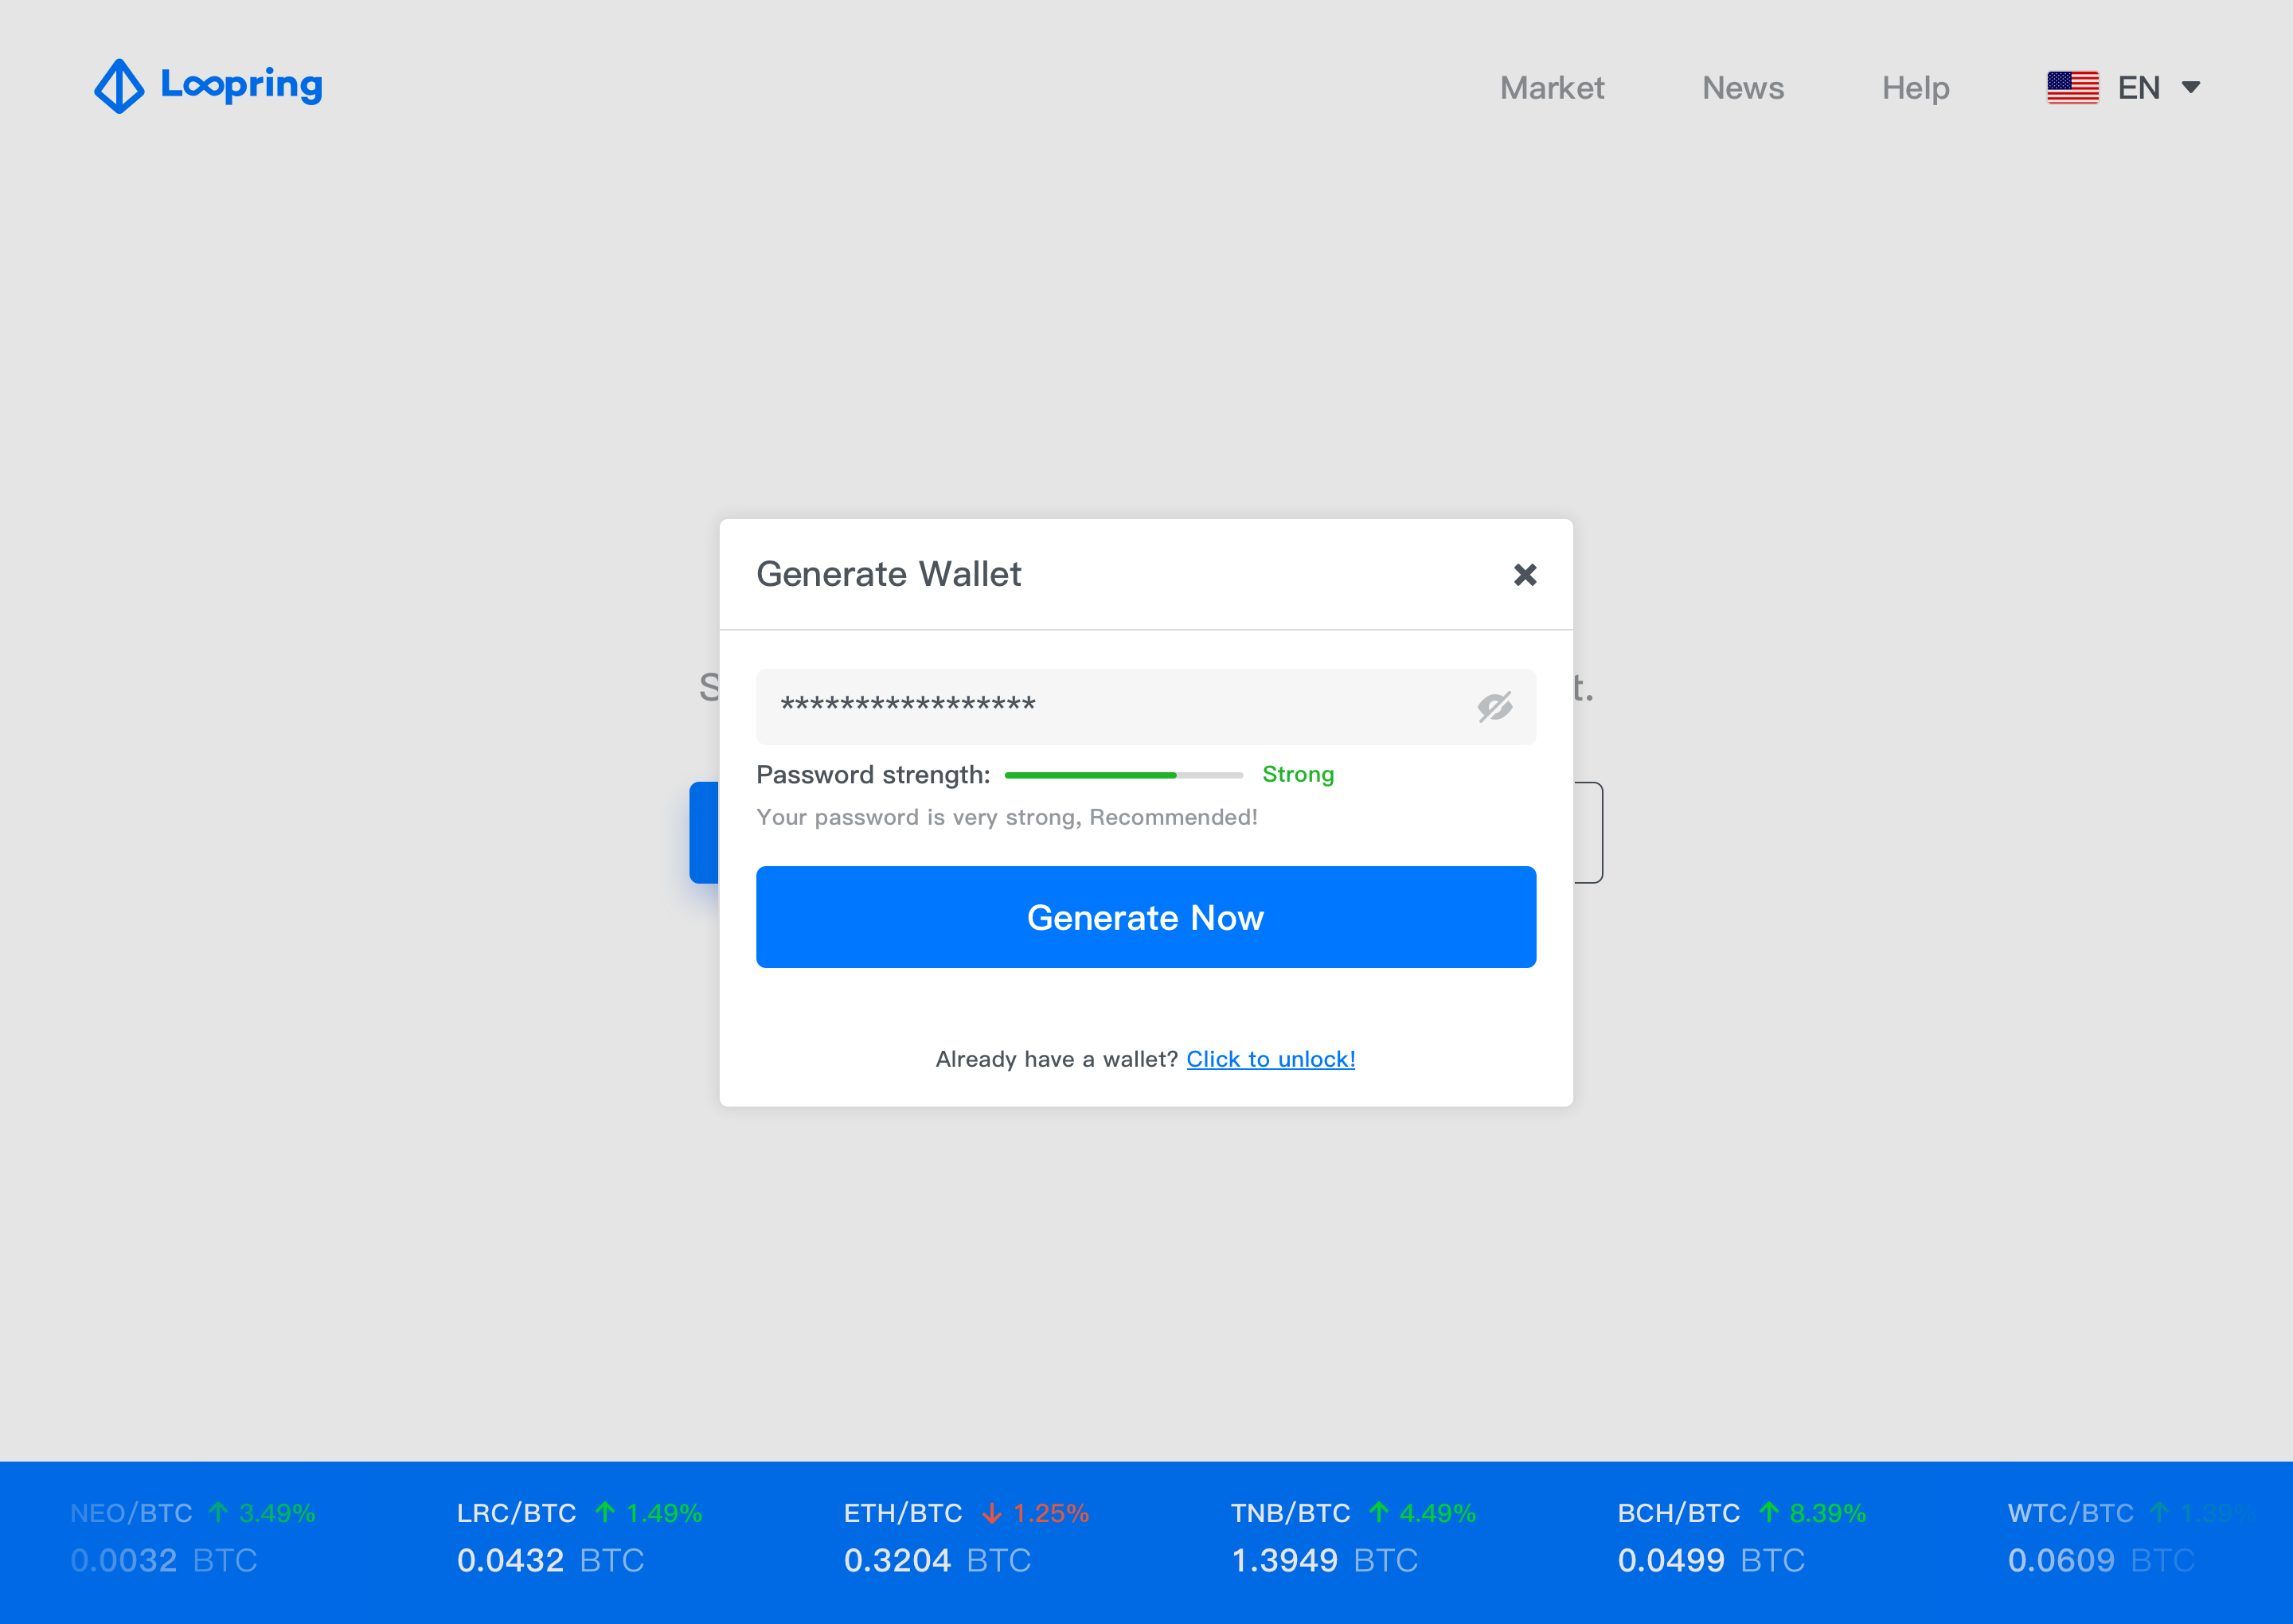 Loopring
Market News Help EN
Generate Wallet
*****************
Password strength: Strong
Your password is very strong, Recommended!
Generate Now
Already have a wallet? Click to unlock!
NEO/BTC ↑ 3.49% LRC/BTC ↑ 1.49% ETH/BTC ↓ 1.25% TNB/BTC ↑ 4.49% BCH/BTC ↑ 8.39% WTC/BTC ↑ 1.39%
0.0032 BTC 0.0432 BTC 0.3204 BTC 1.3949 BTC 0.0499 BTC 0.0609 BTC